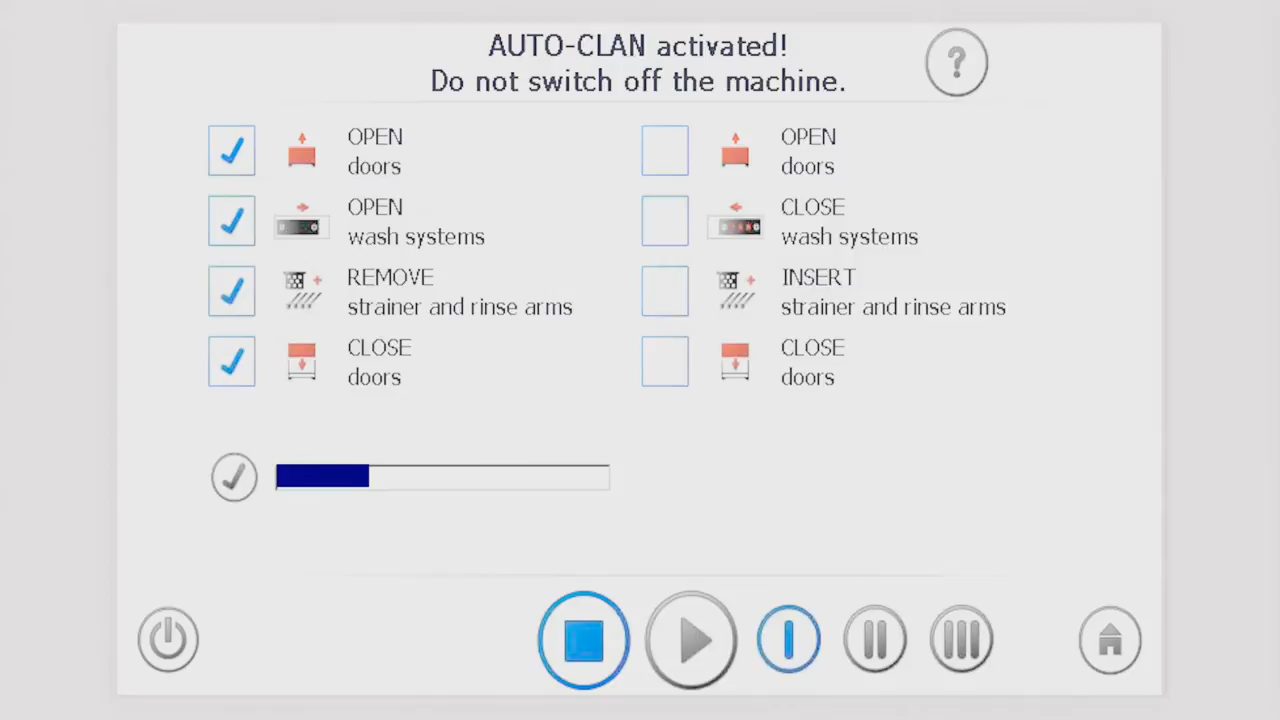 AUTO-CLAN activated!
Do not switch off the machine.
?
OPEN
doors
OPEN
wash systems
REMOVE
strainer and rinse arms
CLOSE
doors
OPEN
doors
CLOSE
wash systems
INSERT
strainer and rinse arms
CLOSE
doors